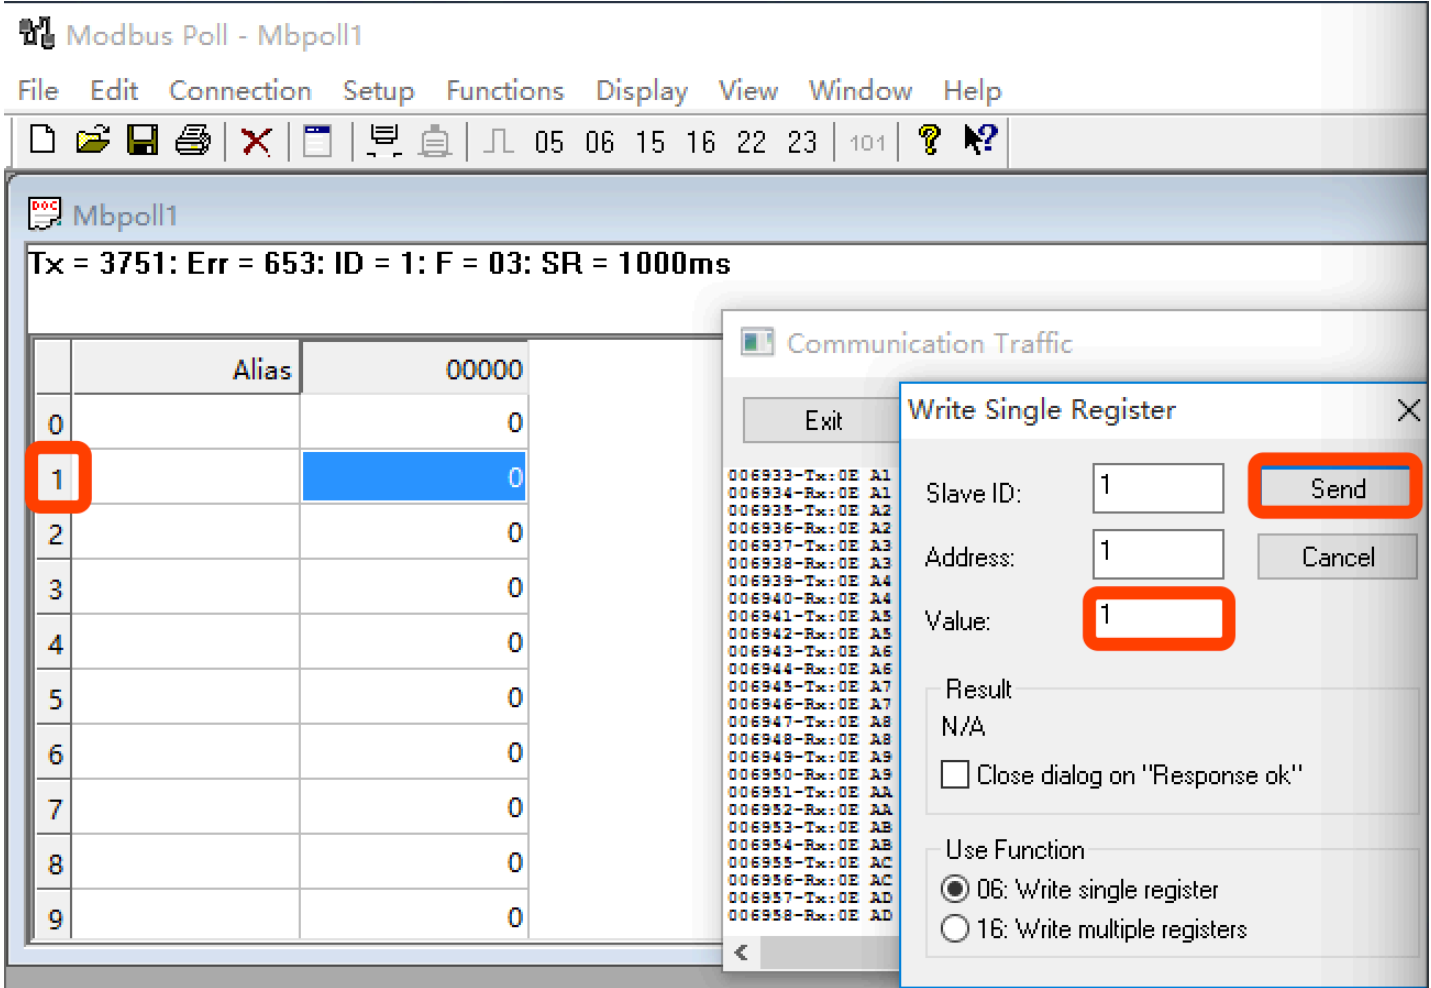 Modbus Poll - Mbpoll1
File Edit Connection Setup Functions Display View Window Help
05 06 15 16 22 23 101
Mbpoll1
Tx = 3751: Err = 653: ID = 1: F = 03: SR = 1000ms
Alias 00000
0 0
1 0
2 0
3 0
4 0
5 0
6 0
7 0
8 0
9 0
Communication Traffic
Exit
006933-Tx:0E A1
006934-Rx:0E A1
006935-Tx:0E A2
006936-Rx:0E A2
006937-Tx:0E A3
006938-Rx:0E A3
006939-Tx:0E A4
006940-Rx:0E A4
006941-Tx:0E A5
006942-Rx:0E A5
006943-Tx:0E A6
006944-Rx:0E A6
006945-Tx:0E A7
006946-Rx:0E A7
006947-Tx:0E A8
006948-Rx:0E A8
006949-Tx:0E A9
006950-Rx:0E A9
006951-Tx:0E AA
006952-Rx:0E AA
006953-Tx:0E AB
006954-Rx:0E AB
006955-Tx:0E AC
006956-Rx:0E AC
006957-Tx:0E AD
006958-Rx:0E AD
Write Single Register
Slave ID: 1 Send
Address: 1 Cancel
Value: 1
Result
N/A
Close dialog on "Response ok"
Use Function
06: Write single register
16: Write multiple registers